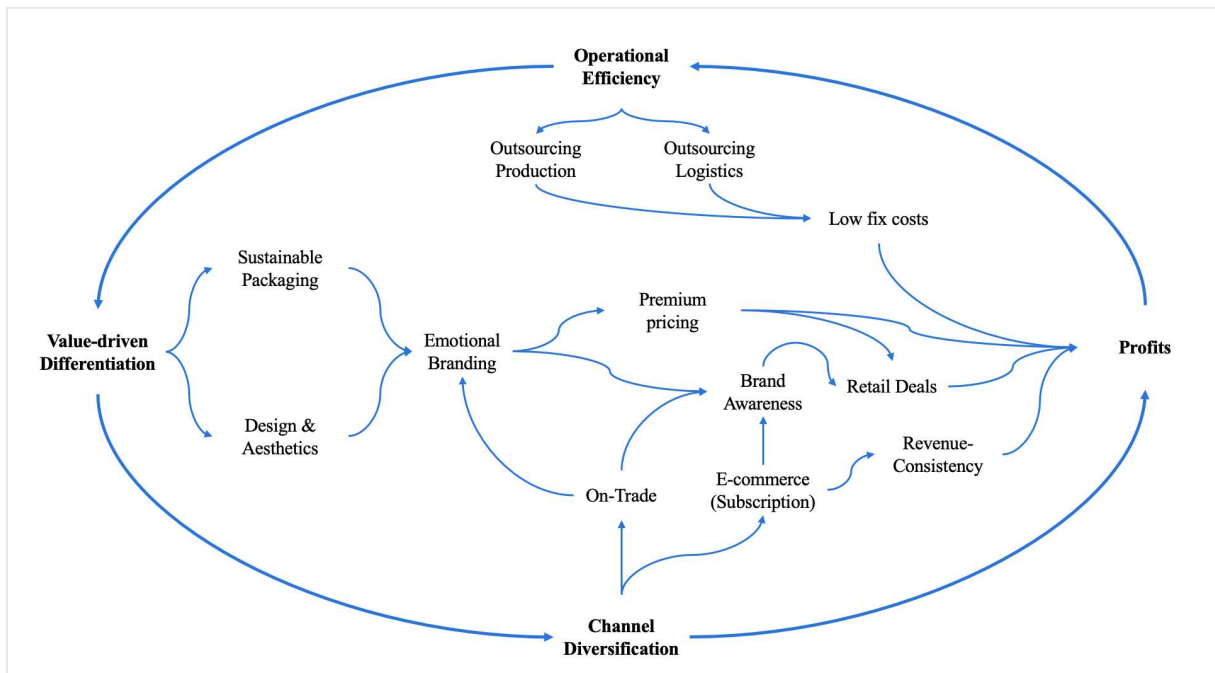 Operational
Efficiency
Outsourcing
Production
Outsourcing
Logistics
Low fix costs
Sustainable
Packaging
Premium
pricing
Value-driven
Differentiation
Emotional
Branding
Profits
Brand
Awareness
Retail Deals
Design &
Aesthetics
Revenue-
Consistency
On-Trade
E-commerce
(Subscription)
Channel
Diversification